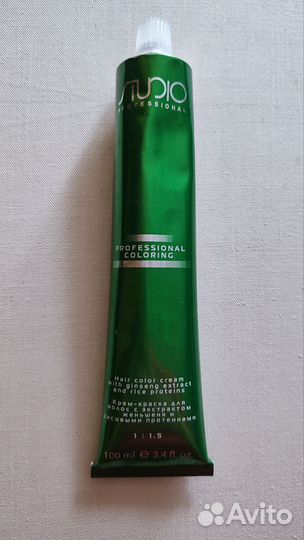 STUDIO
PROFESSIONAL
PROFESSIONAL
COLORING
Hair color cream
with ginseng extract
and rice proteins
Крем-краска для
волос с экстрактом
женьшеня и
рисовыми протеинами
1 : 1.5
100 ml ℮ 3.4 fl.oz
Avito